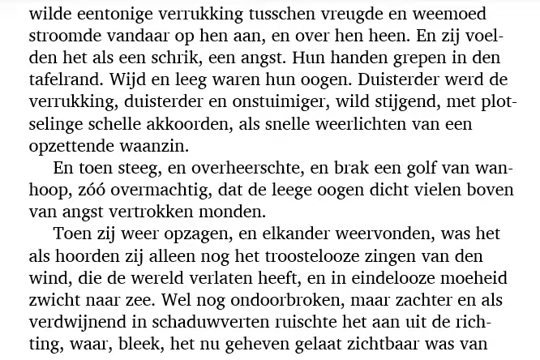 wilde eentonige verrukking tusschen vreugde en weemoed
stroomde vandaar op hen aan, en over hen heen. En zij voel-
den het als een schrik, een angst. Hun handen grepen in den
tafelrand. Wijd en leeg waren hun oogen. Duisterder werd de
verrukking, duisterder en onstuimiger, wild stijgend, met plot-
selinge schelle akkoorden, als snelle weerlichten van een
opzettende waanzin.
En toen steeg, en overheerschte, en brak een golf van wan-
hoop, zóó overmachtig, dat de leege oogen dicht vielen boven
van angst vertrokken monden.
Toen zij weer opzagen, en elkander weervonden, was het
als hoorden zij alleen nog het troostelooze zingen van den
wind, die de wereld verlaten heeft, en in eindelooze moeheid
zwicht naar zee. Wel nog ondoorbroken, maar zachter en als
verdwijnend in schaduwverten ruischte het aan uit de rich-
ting, waar, bleek, het nu geheven gelaat zichtbaar was van